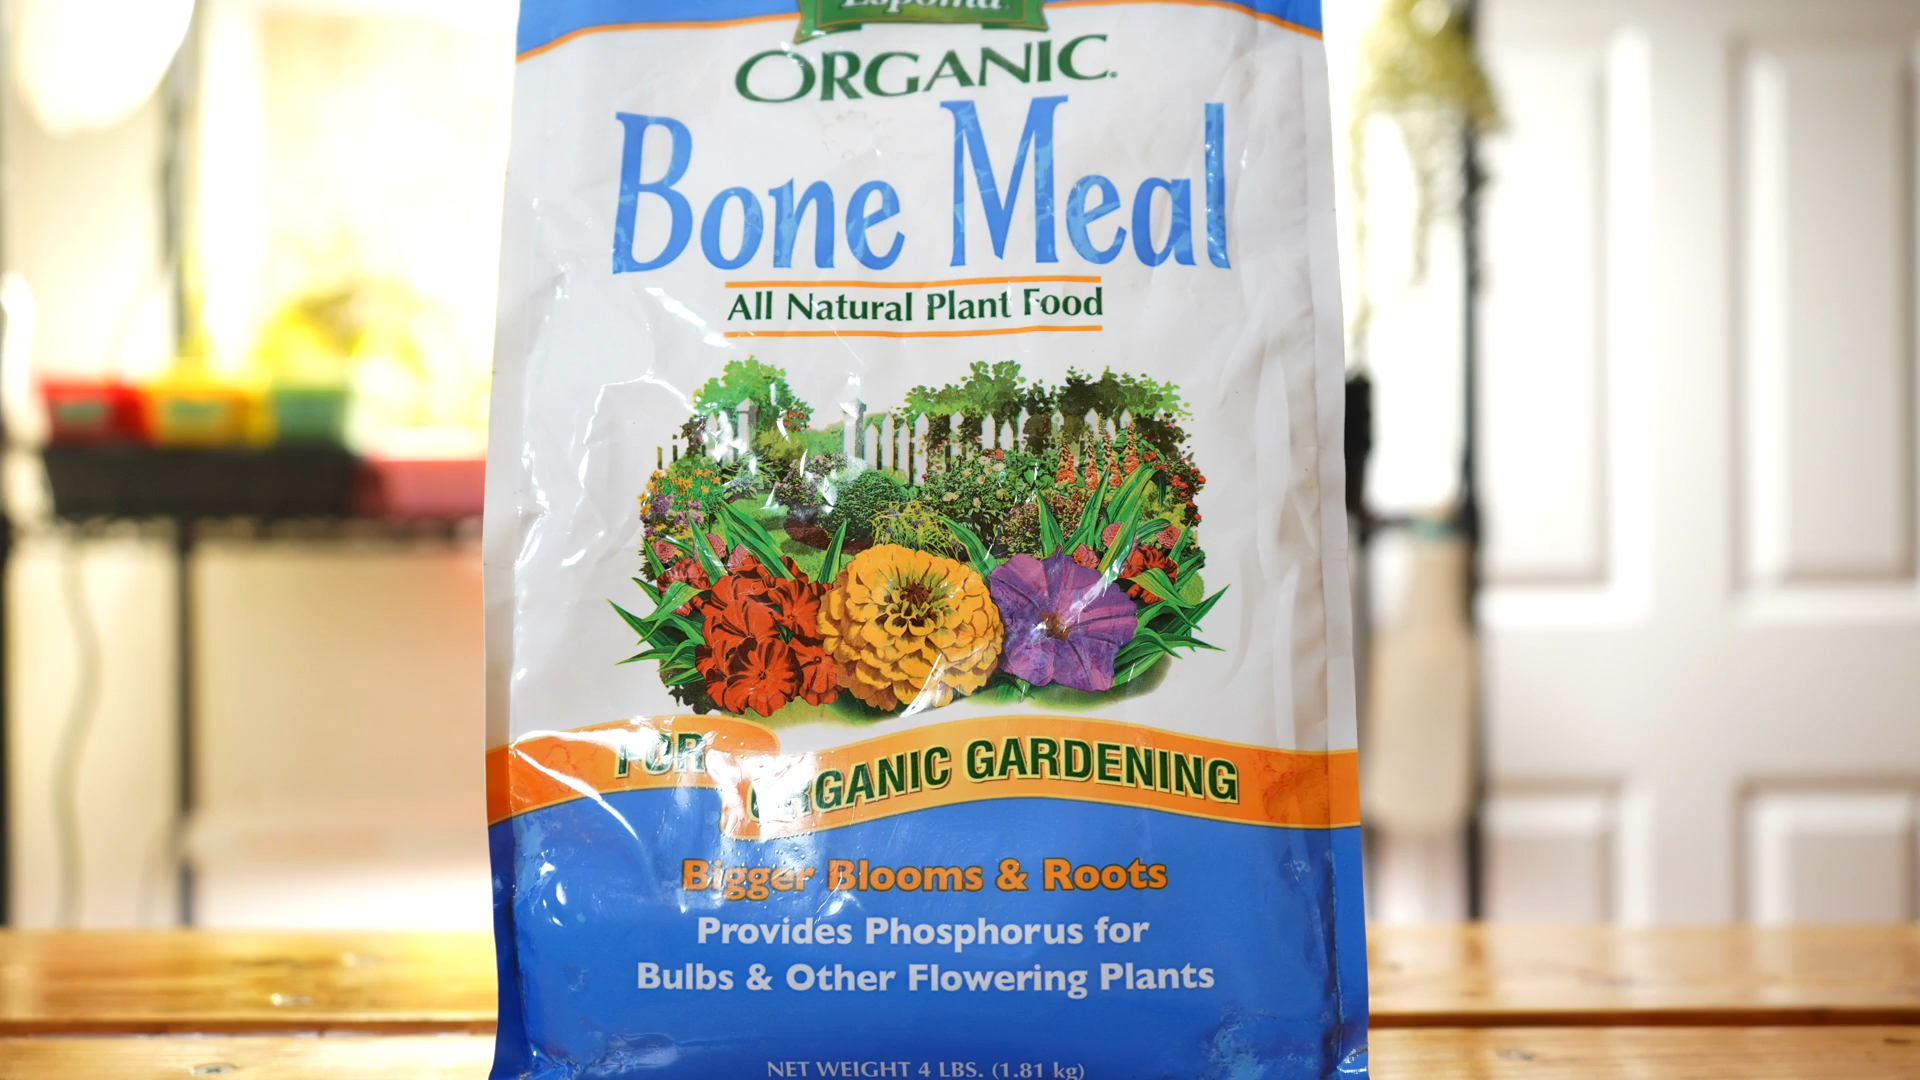 Espoma
ORGANIC
Bone Meal
All Natural Plant Food
FOR ORGANIC GARDENING
Bigger Blooms & Roots
Provides Phosphorus for
Bulbs & Other Flowering Plants
NET WEIGHT 4 LBS. (1.81 kg)